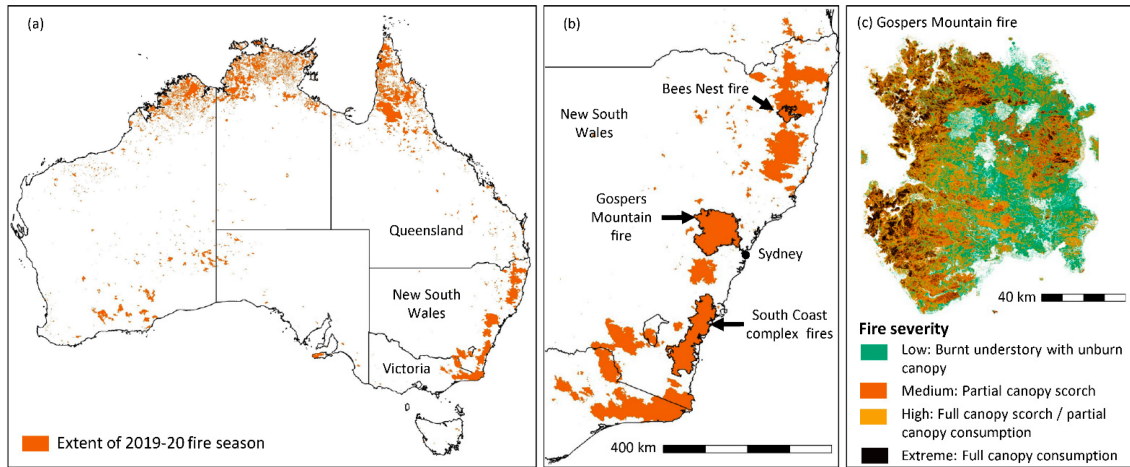 (a)
Queensland
New South
Wales
Victoria
Extent of 2019-20 fire season
(b)
Bees Nest fire
New South
Wales
Gospers
Mountain
fire
Sydney
South Coast
complex fires
400 km
(c) Gospers Mountain fire
40 km
Fire severity
Low: Burnt understory with unburn
canopy
Medium: Partial canopy scorch
High: Full canopy scorch / partial
canopy consumption
Extreme: Full canopy consumption